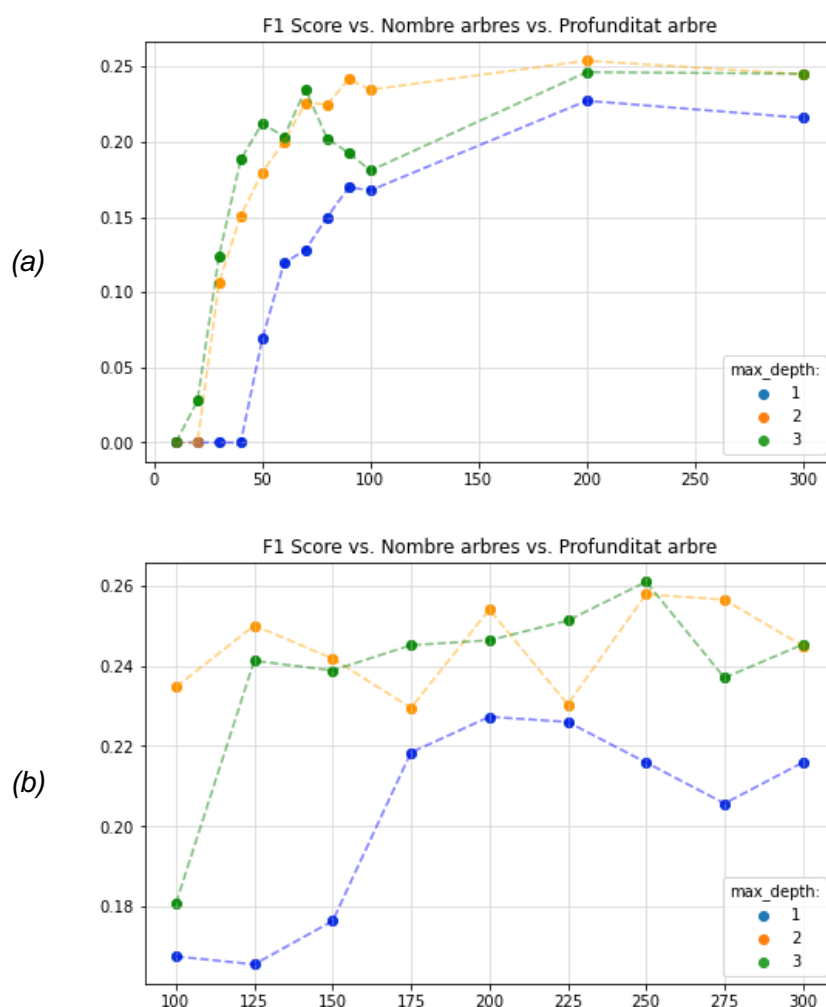 F1 Score vs. Nombre arbres vs. Profunditat arbre
0.25
0.20
0.15
0.10
0.05
0.00
(a)
max_depth:
1
2
3
0 50 100 150 200 250 300
F1 Score vs. Nombre arbres vs. Profunditat arbre
0.26
0.24
0.22
0.20
0.18
(b)
max_depth:
1
2
3
100 125 150 175 200 225 250 275 300